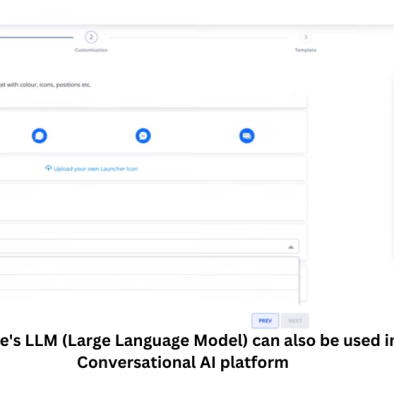 2 3
Customisation Template
et with colour, icons, positions etc.
Upload your own Launcher Icon
PREV NEXT
e's LLM (Large Language Model) can also be used in
Conversational AI platform